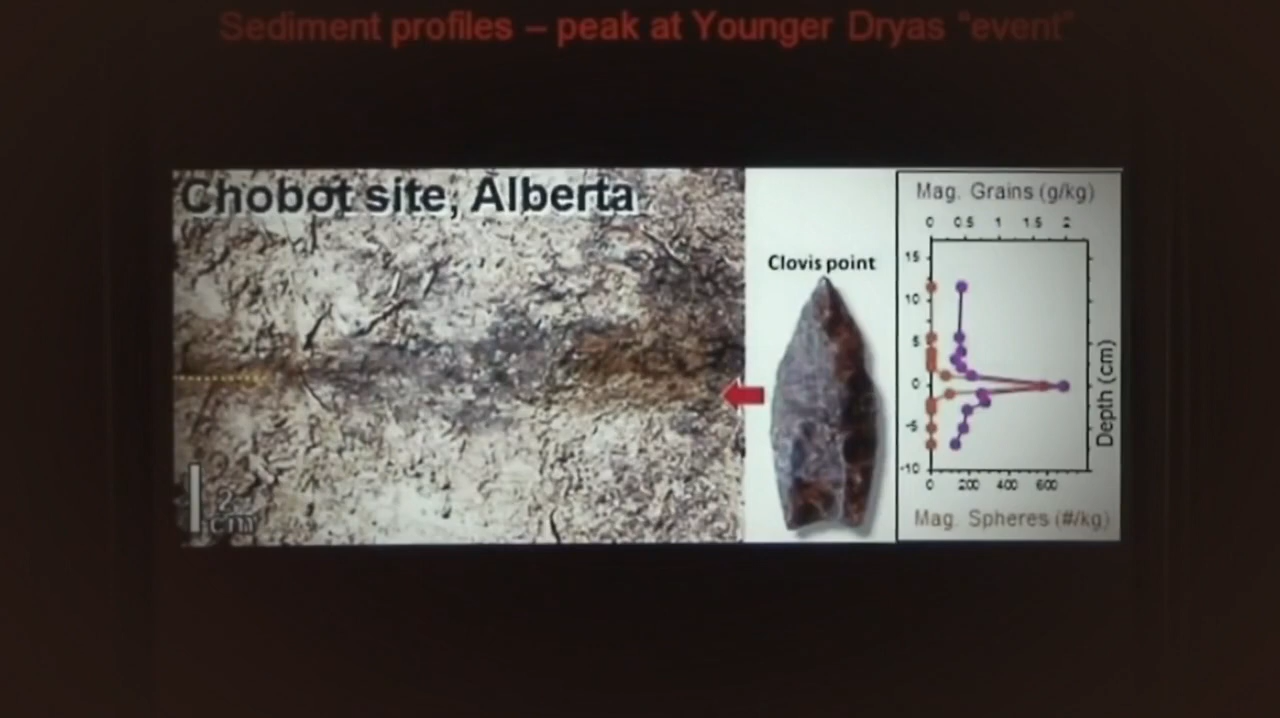 Sediment profiles – peak at Younger Dryas "event"
Chobot site, Alberta
2
cm
Clovis point
Mag. Grains (g/kg)
0 0.5 1 1.5 2
15
10
5
0
-5
-10
Depth (cm)
0 200 400 600
Mag. Spheres (#/kg)